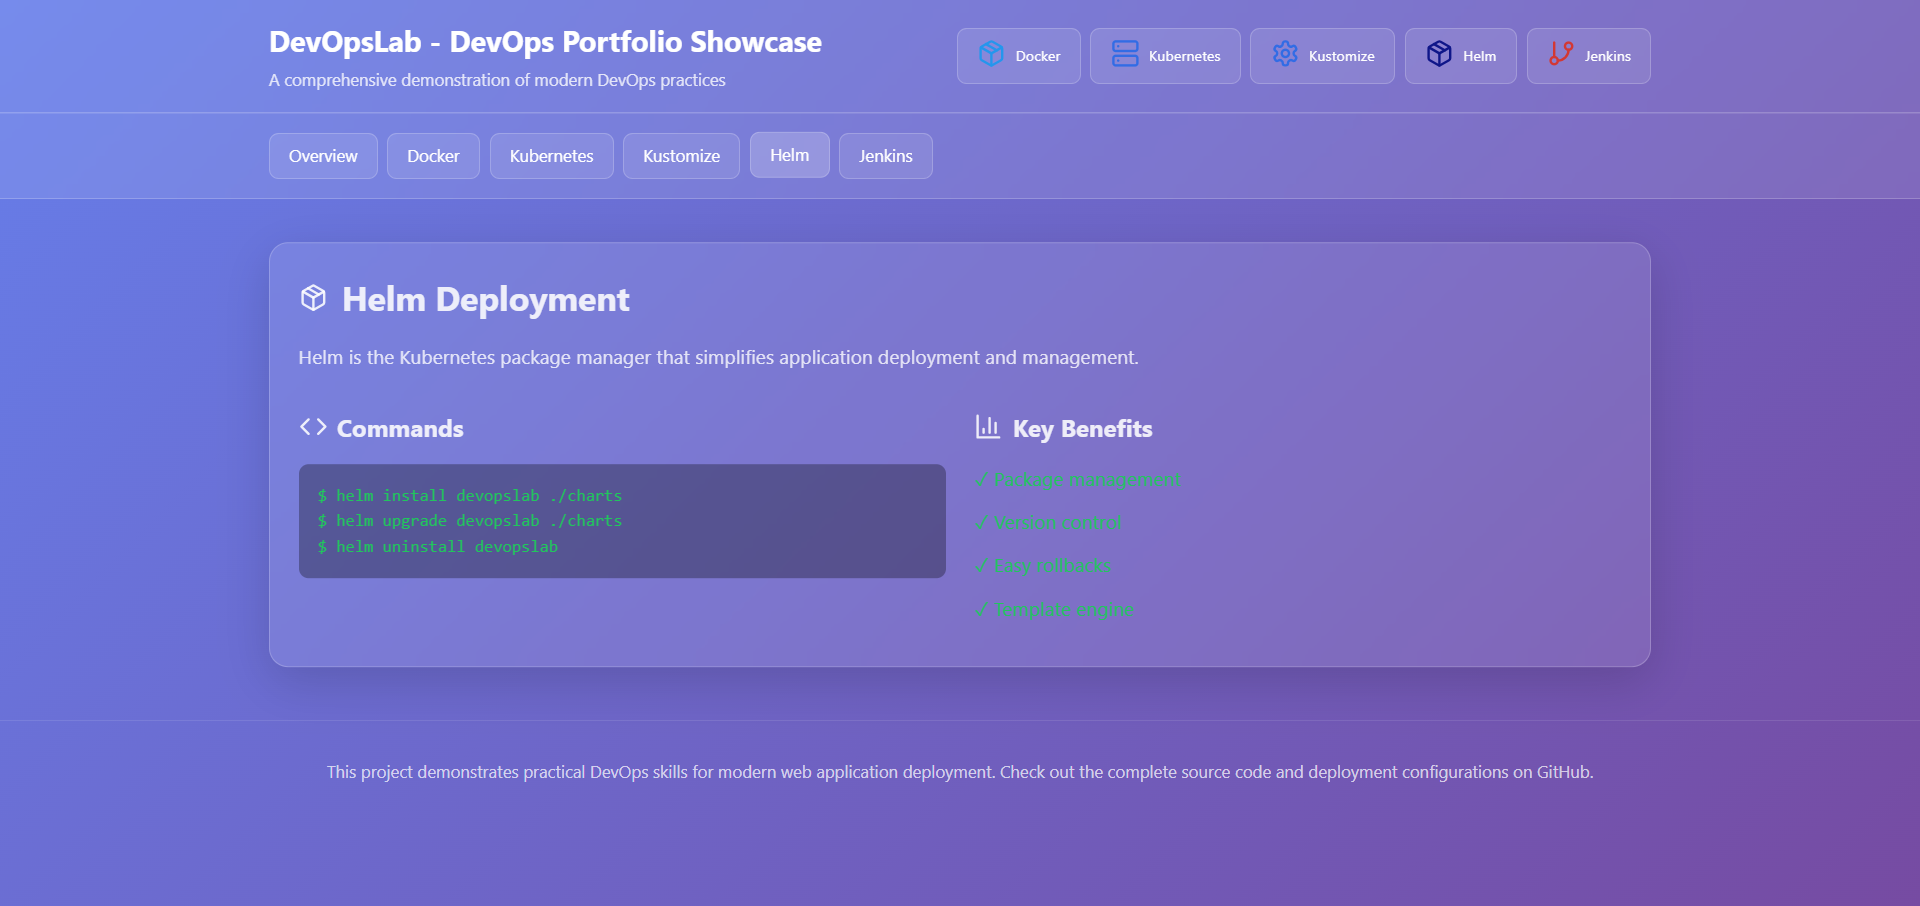 DevOpsLab - DevOps Portfolio Showcase
A comprehensive demonstration of modern DevOps practices
Docker
Kubernetes
Kustomize
Helm
Jenkins
Overview
Docker
Kubernetes
Kustomize
Helm
Jenkins
Helm Deployment
Helm is the Kubernetes package manager that simplifies application deployment and management.
Commands
$ helm install devopslab ./charts
$ helm upgrade devopslab ./charts
$ helm uninstall devopslab
Key Benefits
✓ Package management
✓ Version control
✓ Easy rollbacks
✓ Template engine
This project demonstrates practical DevOps skills for modern web application deployment. Check out the complete source code and deployment configurations on GitHub.